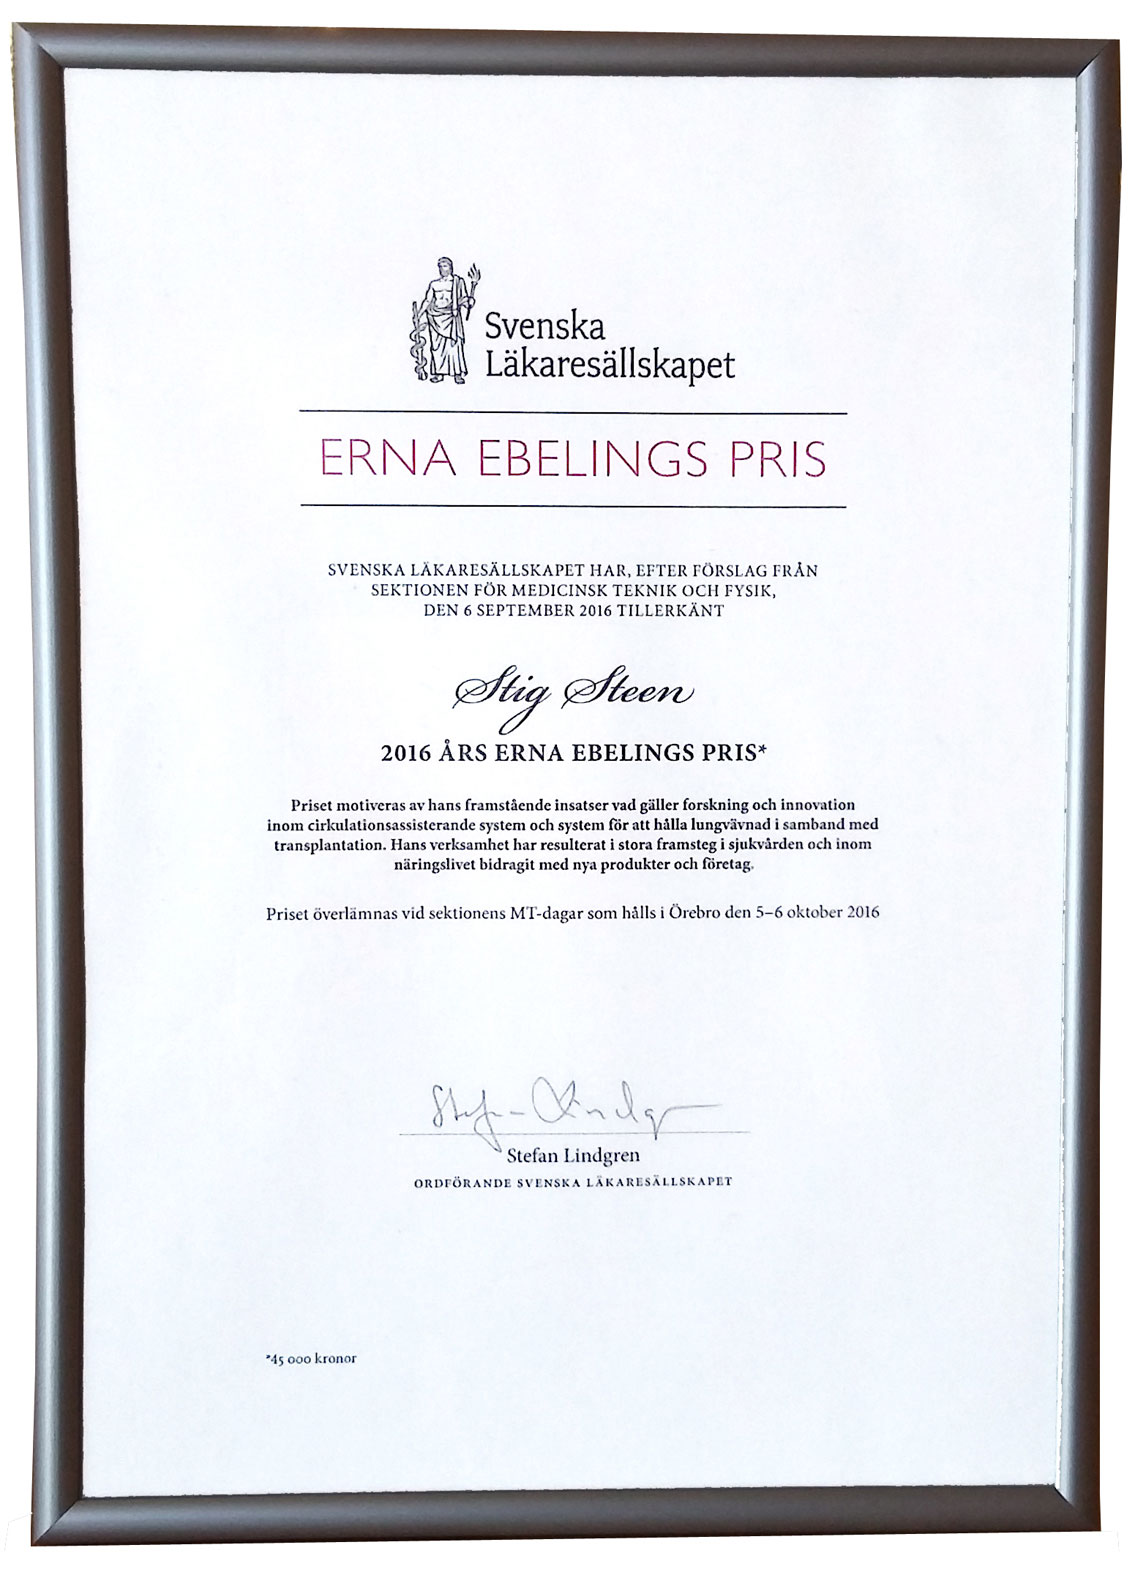 Svenska
Läkaresällskapet
ERNA EBELINGS PRIS
SVENSKA LÄKARESÄLLSKAPET HAR, EFTER FÖRSLAG FRÅN
SEKTIONEN FÖR MEDICINSK TEKNIK OCH FYSIK,
DEN 6 SEPTEMBER 2016 TILLERKÄNT
Stig Steen
2016 ÅRS ERNA EBELINGS PRIS*
Priset motiveras av hans framstående insatser vad gäller forskning och innovation
inom cirkulationsassisterande system och system för att hålla lungvävnad i samband med
transplantation. Hans verksamhet har resulterat i stora framsteg i sjukvården och inom
näringslivet bidragit med nya produkter och företag.
Priset överlämnas vid sektionens MT-dagar som hålls i Örebro den 5–6 oktober 2016
Stefan Lindgren
Stefan Lindgren
ORDFÖRANDE SVENSKA LÄKARESÄLLSKAPET
*45 000 kronor